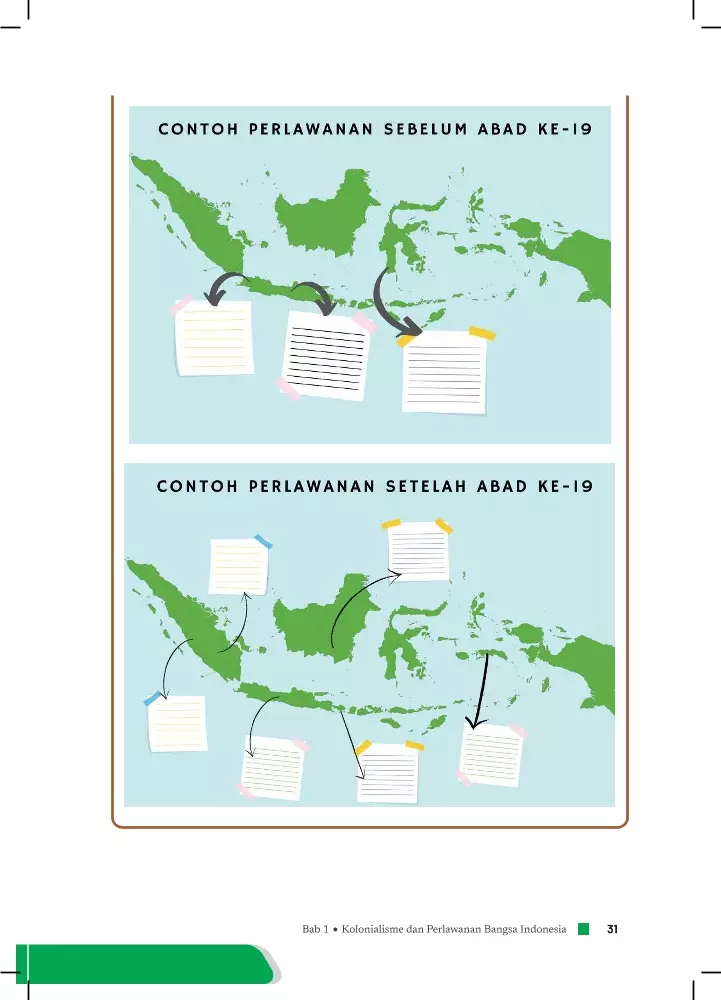 CONTOH PERLAWANAN SEBELUM ABAD KE-19
CONTOH PERLAWANAN SETELAH ABAD KE-19
Bab 1 • Kolonialisme dan Perlawanan Bangsa Indonesia 31